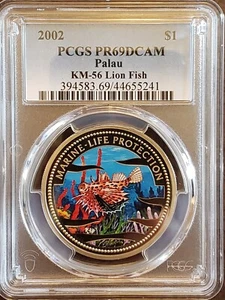 2002 $1
PCGS PR69DCAM
Palau
KM-56 Lion Fish
394583.69/44655241
MARINE-LIFE PROTECTION
PCGS